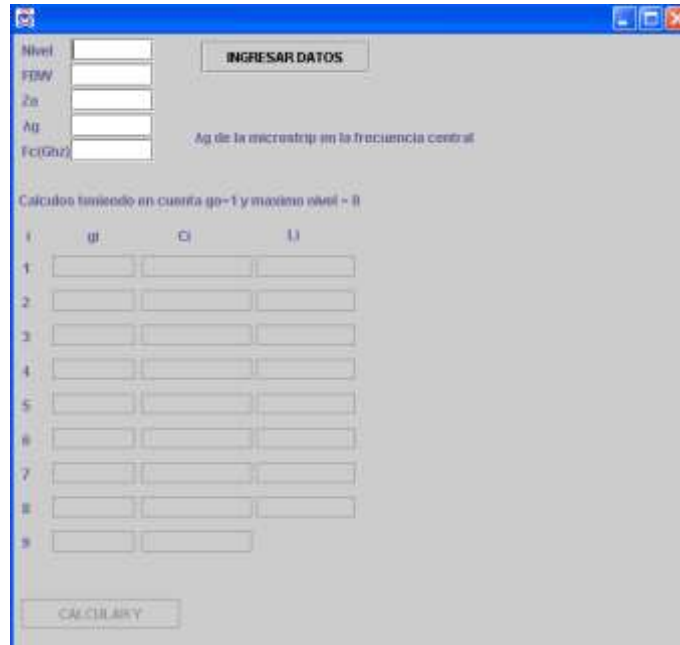 Nivel
INGRESAR DATOS
FBW
Zo
Ag
Ag de la microstrip en la frecuencia central
Fc(Ghz)
Calculos teniendo en cuenta go=1 y maximo nivel = 8
i gi Ci Li
1
2
3
4
5
6
7
8
9
CALCULAR Y